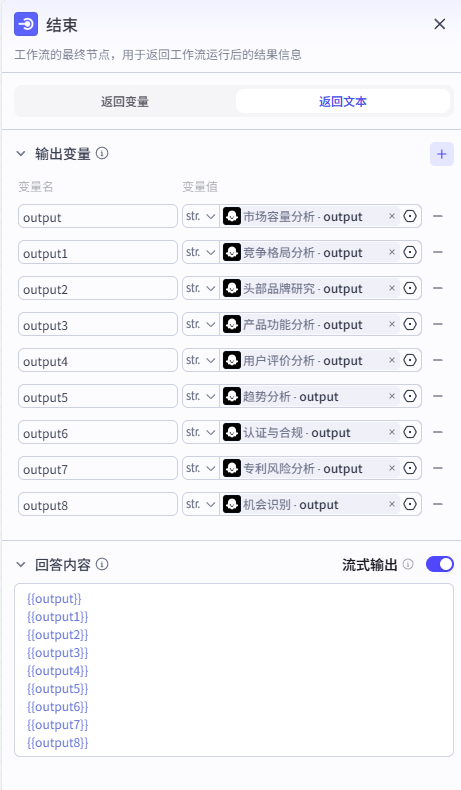 结束
工作流的最终节点，用于返回工作流运行后的结果信息
返回变量 返回文本
输出变量
变量名 变量值
output str. 市场容量分析 · output
output1 str. 竞争格局分析 · output
output2 str. 头部品牌研究 · output
output3 str. 产品功能分析 · output
output4 str. 用户评价分析 · output
output5 str. 趋势分析 · output
output6 str. 认证与合规 · output
output7 str. 专利风险分析 · output
output8 str. 机会识别 · output
回答内容 流式输出
{{output}}
{{output1}}
{{output2}}
{{output3}}
{{output4}}
{{output5}}
{{output6}}
{{output7}}
{{output8}}